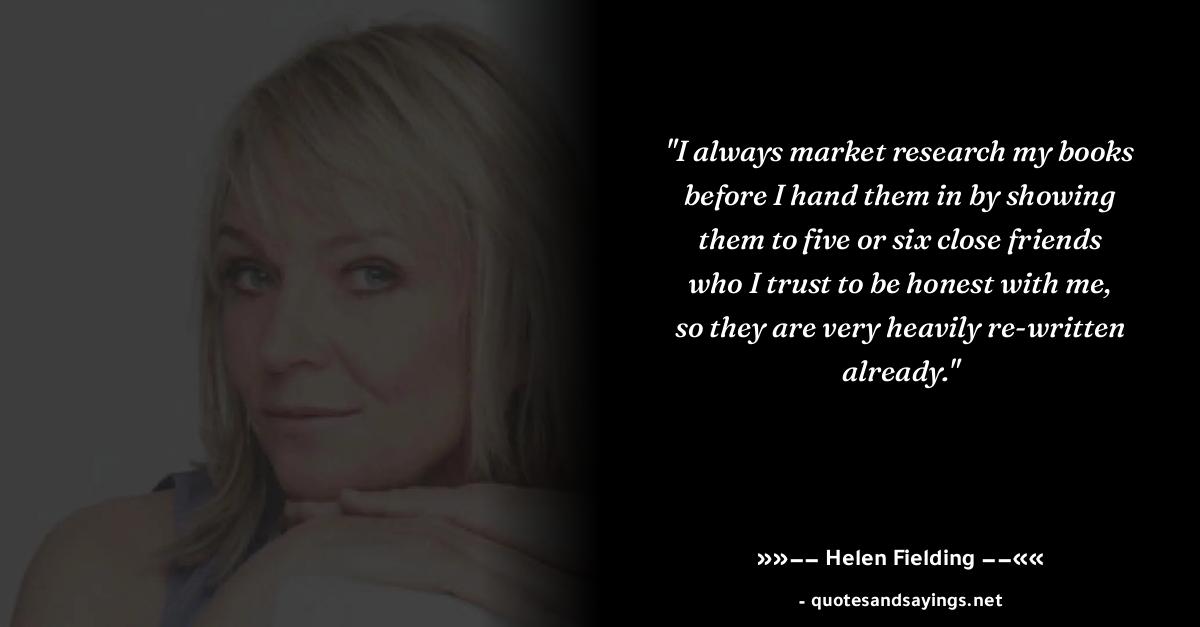 "I always market research my books
before I hand them in by showing
them to five or six close friends
who I trust to be honest with me,
so they are very heavily re-written
already."
»»−− Helen Fielding −−««
- quotesandsayings.net